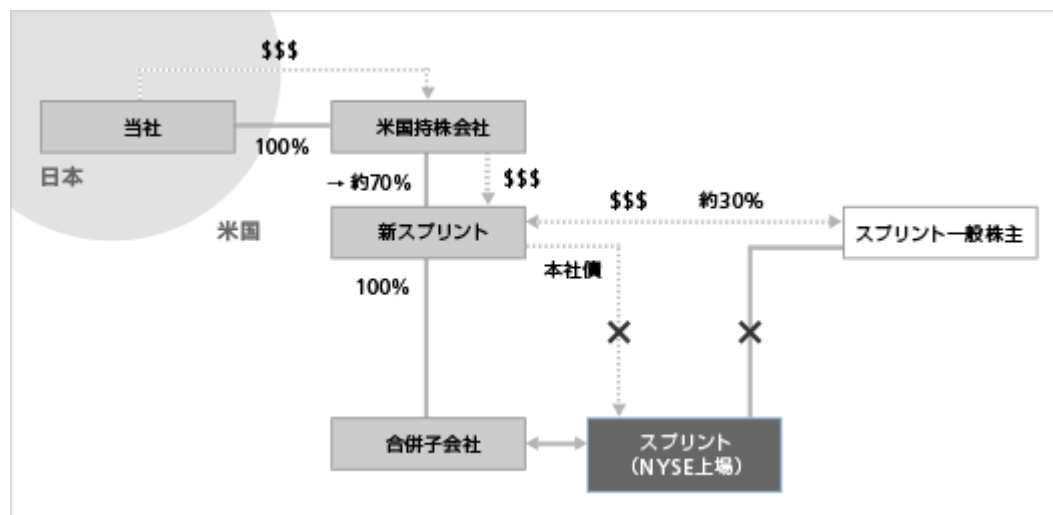 $$$
当社
米国持株会社
100%
日本
→ 約70%
$$$
$$$
約30%
米国
新スプリント
スプリント一般株主
本社債
100%
合併子会社
スプリント
（NYSE上場）